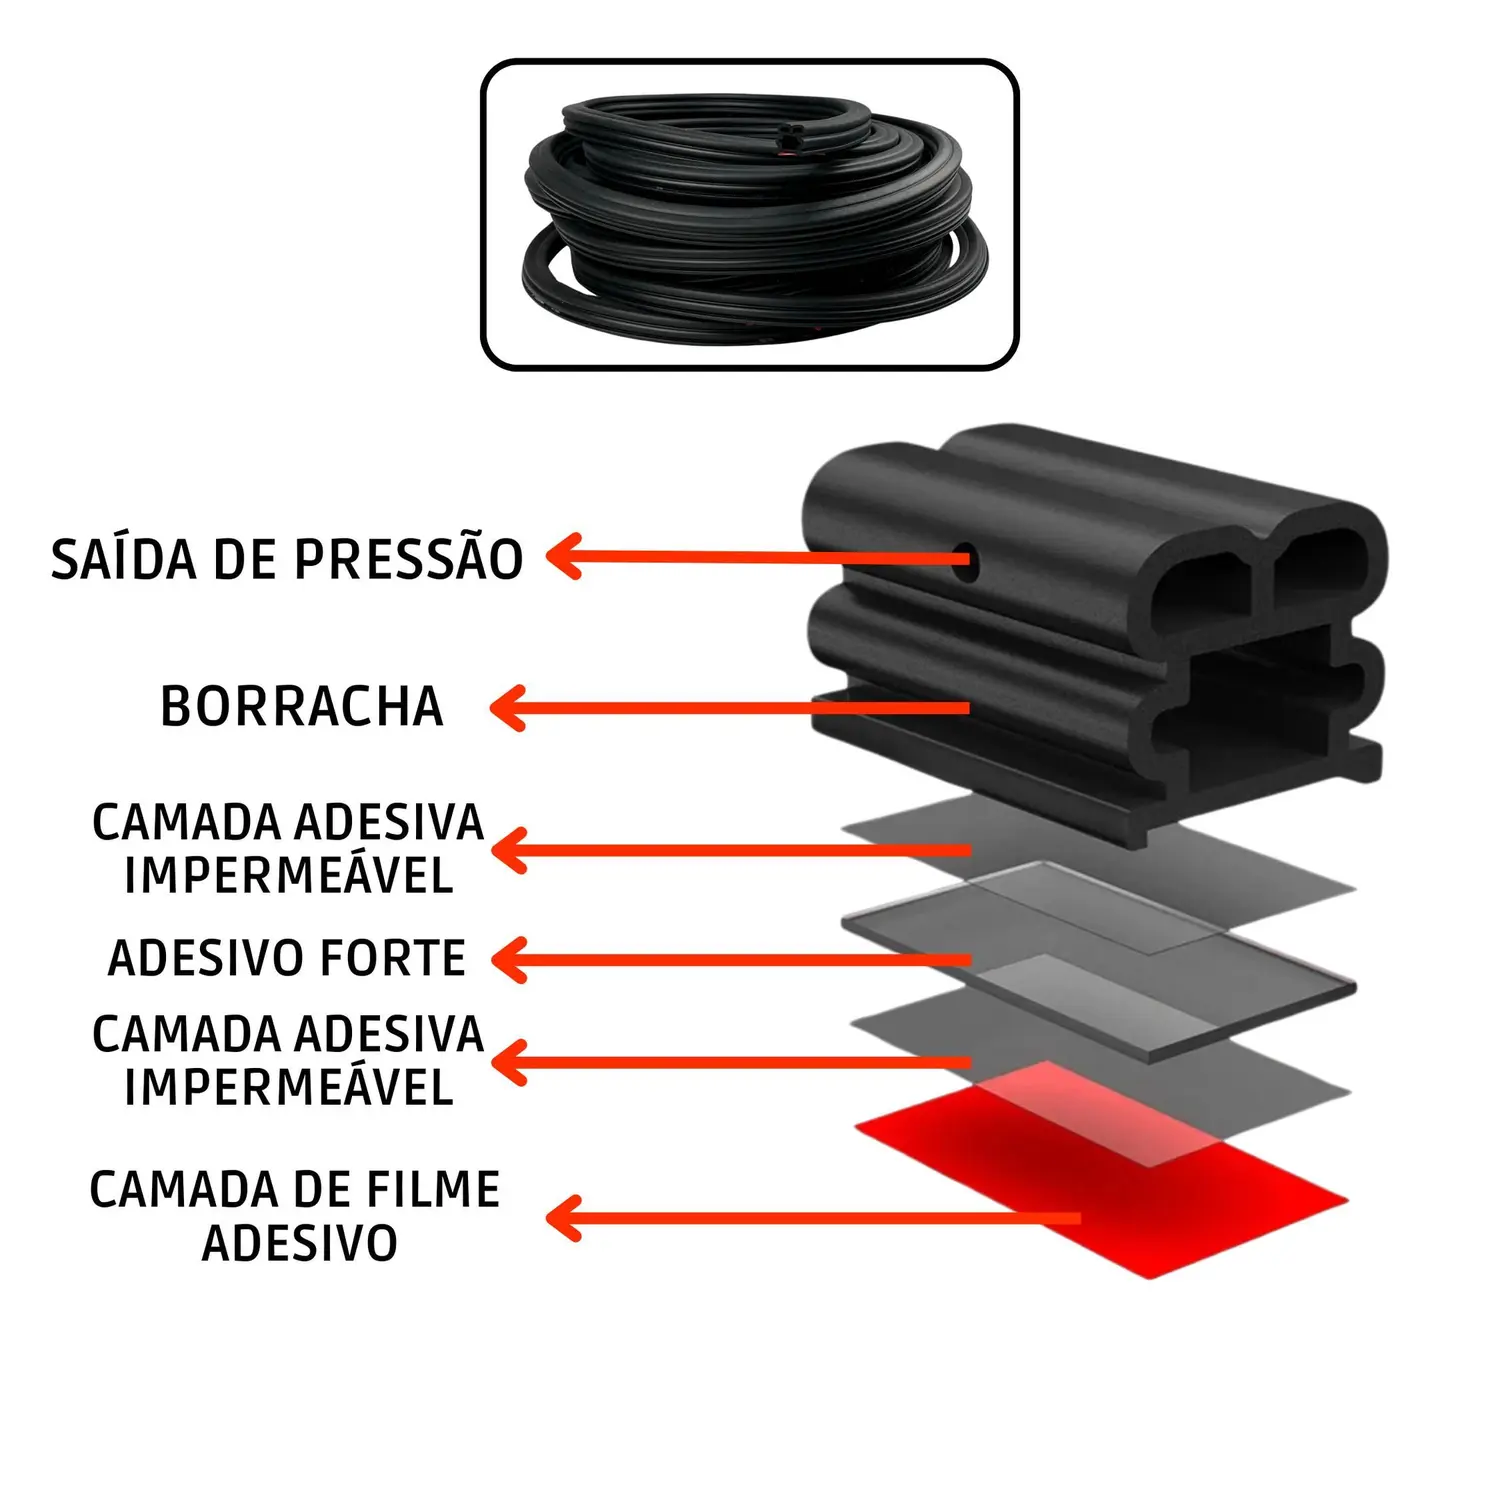 SAÍDA DE PRESSÃO
BORRACHA
CAMADA ADESIVA
IMPERMEÁVEL
ADESIVO FORTE
CAMADA ADESIVA
IMPERMEÁVEL
CAMADA DE FILME
ADESIVO